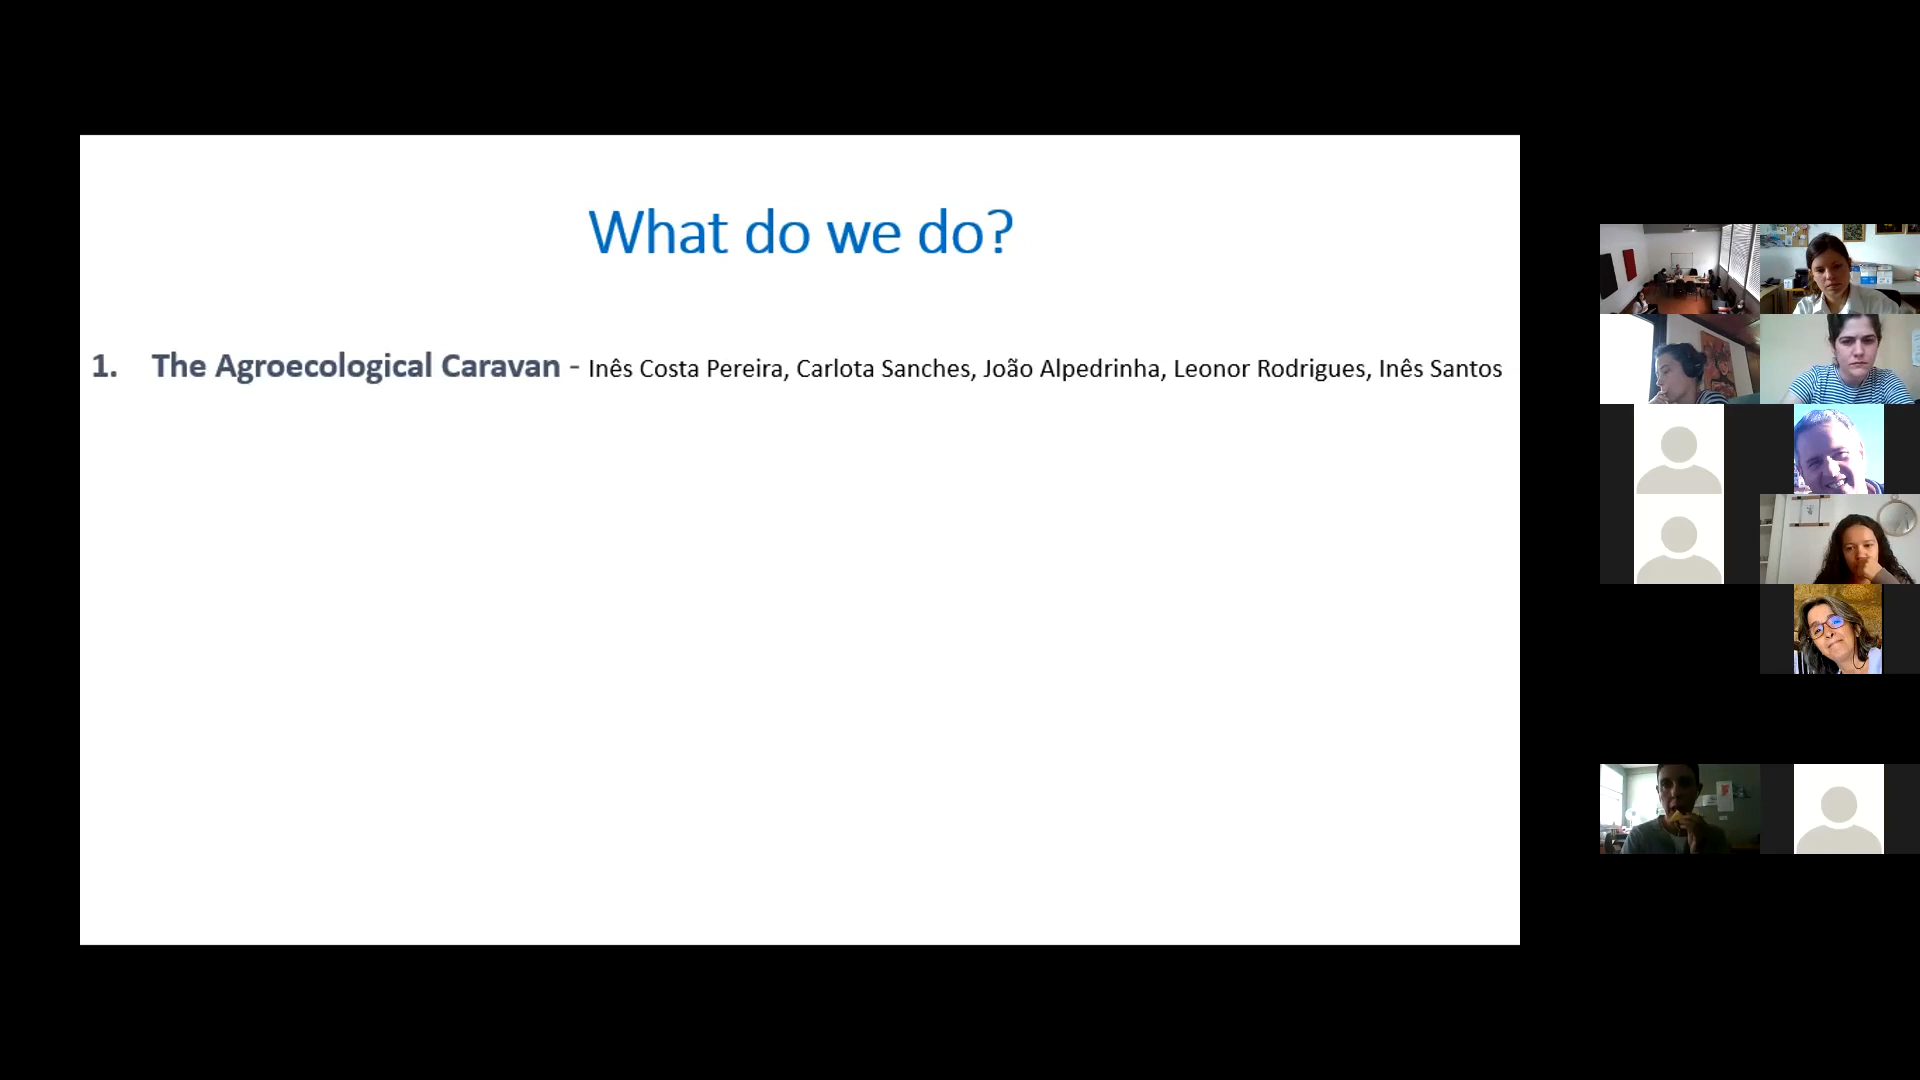 What do we do?
1. The Agroecological Caravan - Inês Costa Pereira, Carlota Sanches, João Alpedrinha, Leonor Rodrigues, Inês Santos